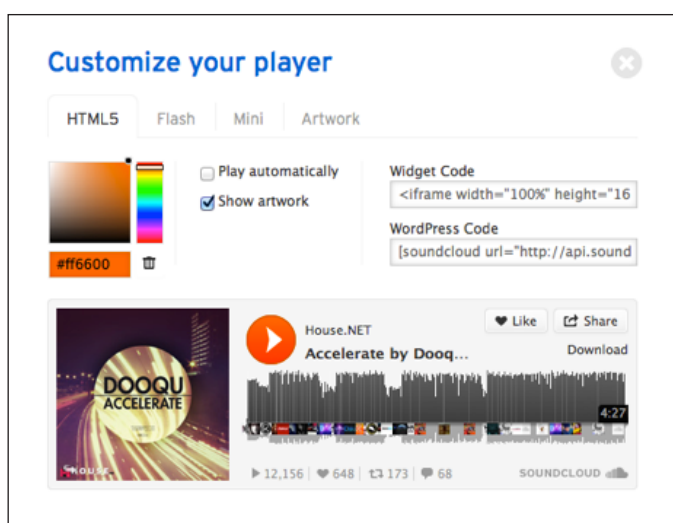 Customize your player
HTML5 Flash Mini Artwork
Play automatically
Show artwork
#ff6600
Widget Code
<iframe width="100%" height="16
WordPress Code
[soundcloud url="http://api.sound
DOOQU
ACCELERATE
HOUSE
House.NET
Accelerate by Dooq...
Like
Share
Download
4:27
12,156 648 173 68
SOUNDCLOUD